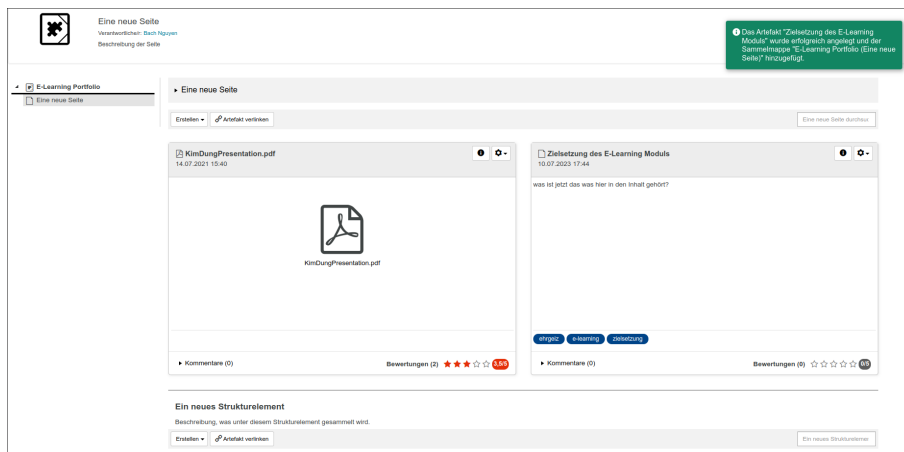 Eine neue Seite
Verantwortliche/r: Bach Nguyen
Beschreibung der Seite
Das Artefakt "Zielsetzung des E-Learning
Moduls" wurde erfolgreich angelegt und der
Sammelmappe "E-Learning Portfolio (Eine neue
Seite)" hinzugefügt.
E-Learning Portfolio
Eine neue Seite
Eine neue Seite
Erstellen
Artefakt verlinken
Eine neue Seite durchsuc
KimDungPresentation.pdf
14.07.2021 15:40
KimDungPresentation.pdf
Kommentare (0)
Bewertungen (2)
3,5/5
Zielsetzung des E-Learning Moduls
10.07.2023 17:44
was ist jetzt das was hier in den Inhalt gehört?
ehrgeiz
e-learning
zielsetzung
Kommentare (0)
Bewertungen (0)
0/5
Ein neues Strukturelement
Beschreibung, was unter diesem Strukturelement gesammelt wird.
Erstellen
Artefakt verlinken
Ein neues Strukturelemer